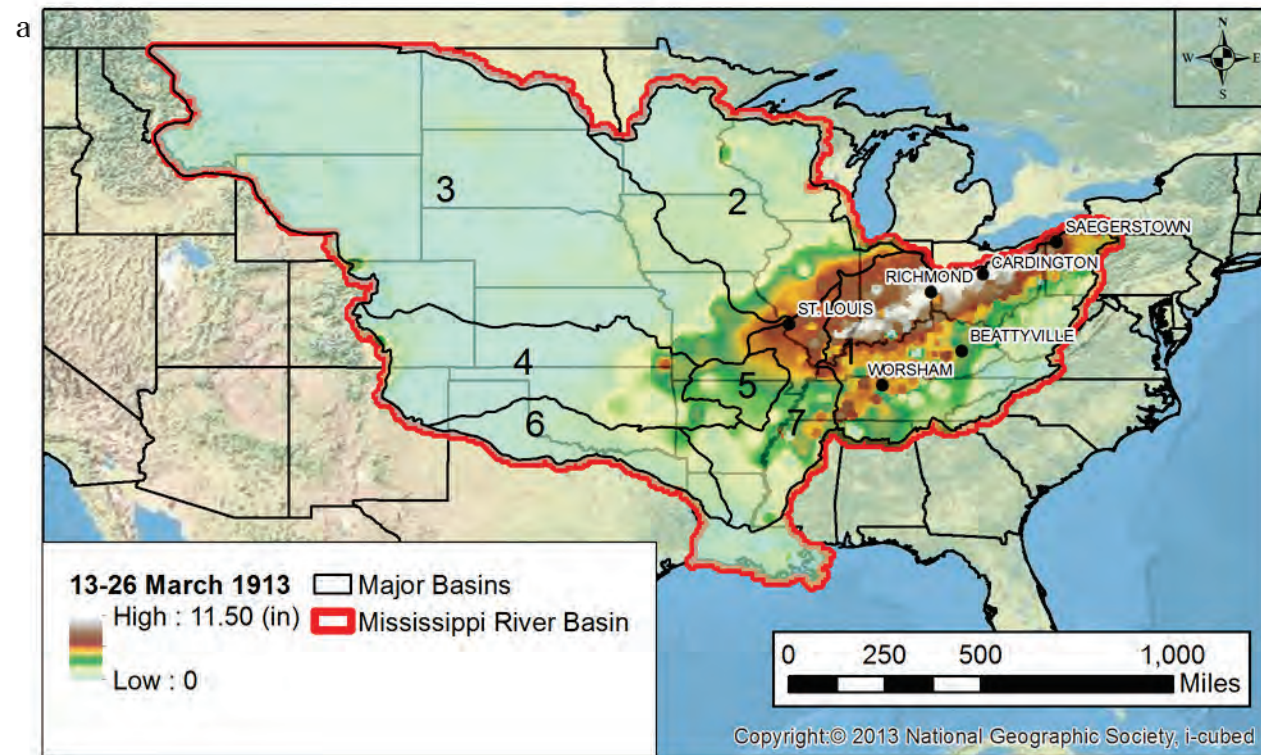 a
N
W E
S
3
2
SAEGERSTOWN
CARDINGTON
RICHMOND
ST. LOUIS
BEATTYVILLE
1
4
WORSHAM
5
6
7
13-26 March 1913
High : 11.50 (in)
Low : 0
Major Basins
Mississippi River Basin
0 250 500 1,000
Miles
Copyright:© 2013 National Geographic Society, i-cubed